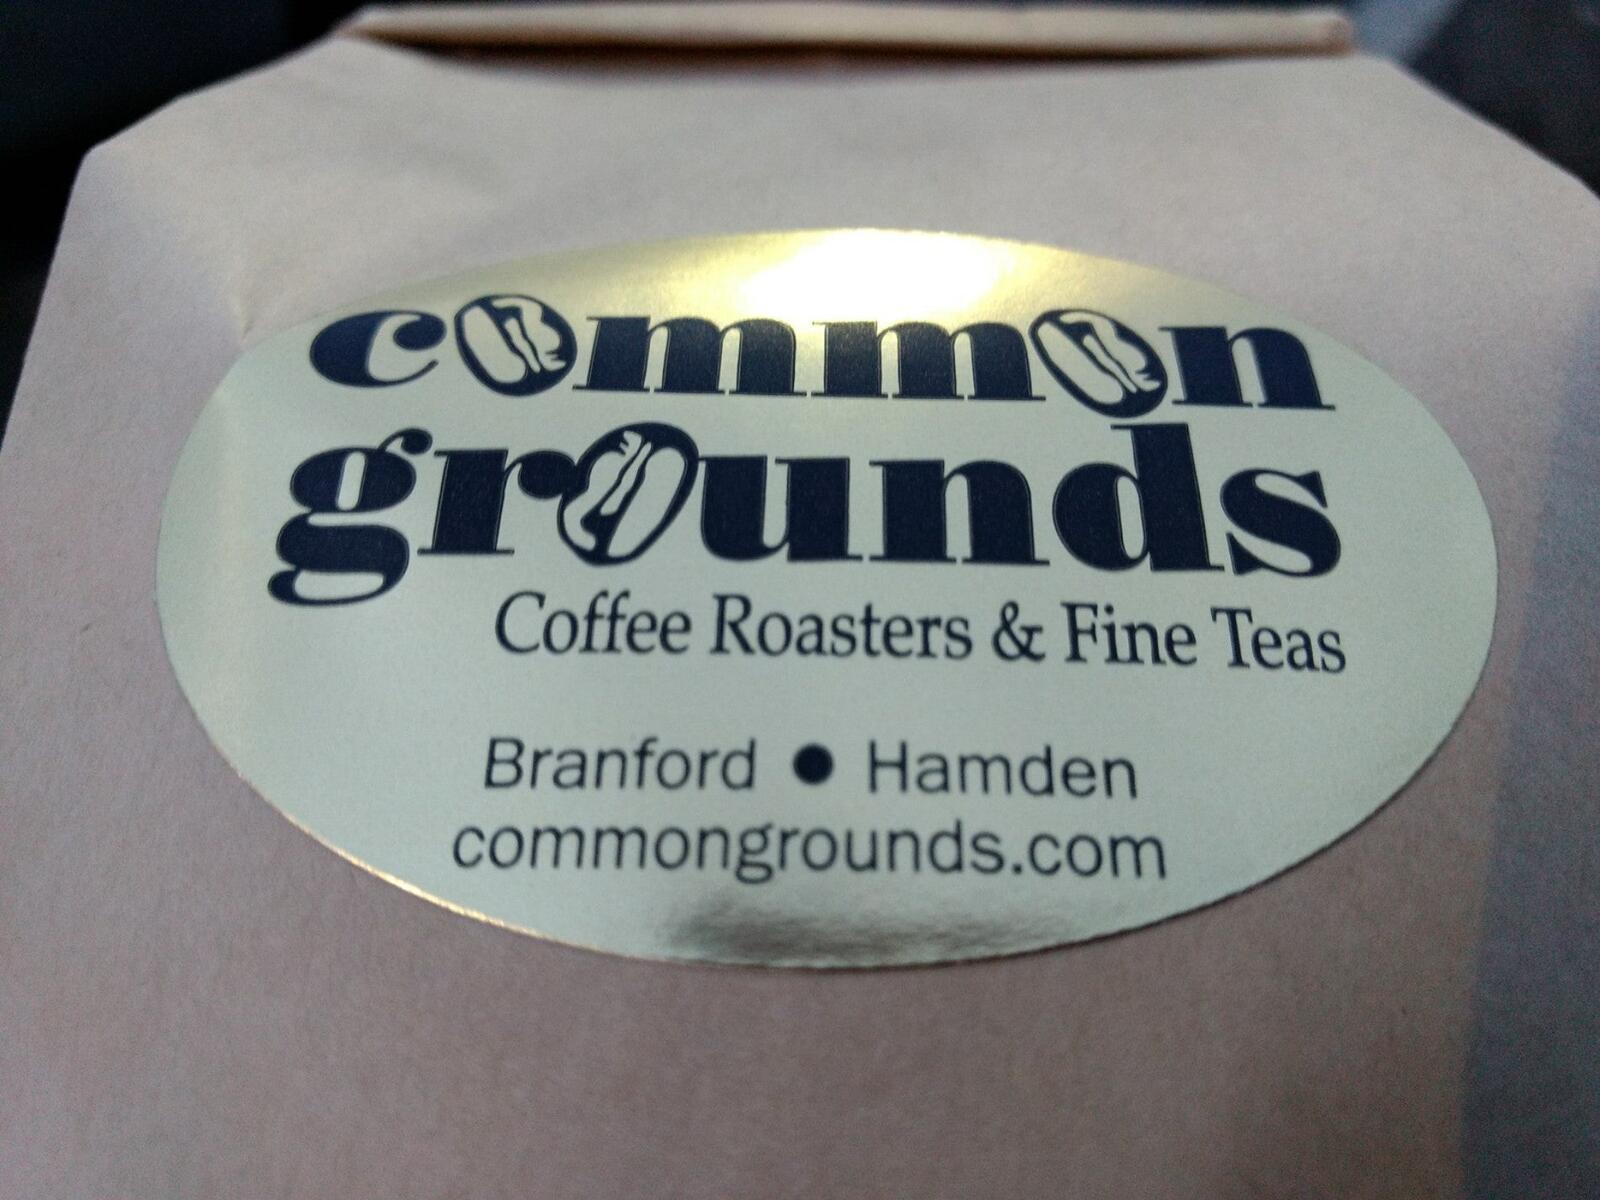 common
grounds
Coffee Roasters & Fine Teas
Branford • Hamden
commongrounds.com